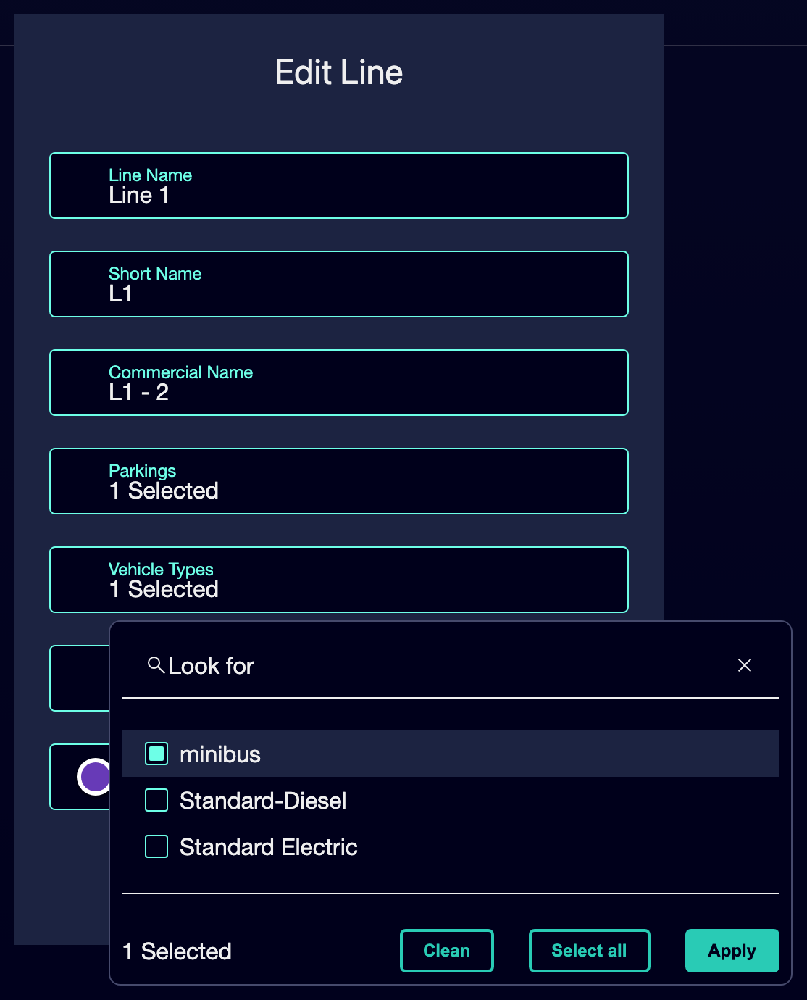 Edit Line
Line Name
Line 1
Short Name
L1
Commercial Name
L1 - 2
Parkings
1 Selected
Vehicle Types
1 Selected
Look for
minibus
Standard-Diesel
Standard Electric
1 Selected
Clean
Select all
Apply